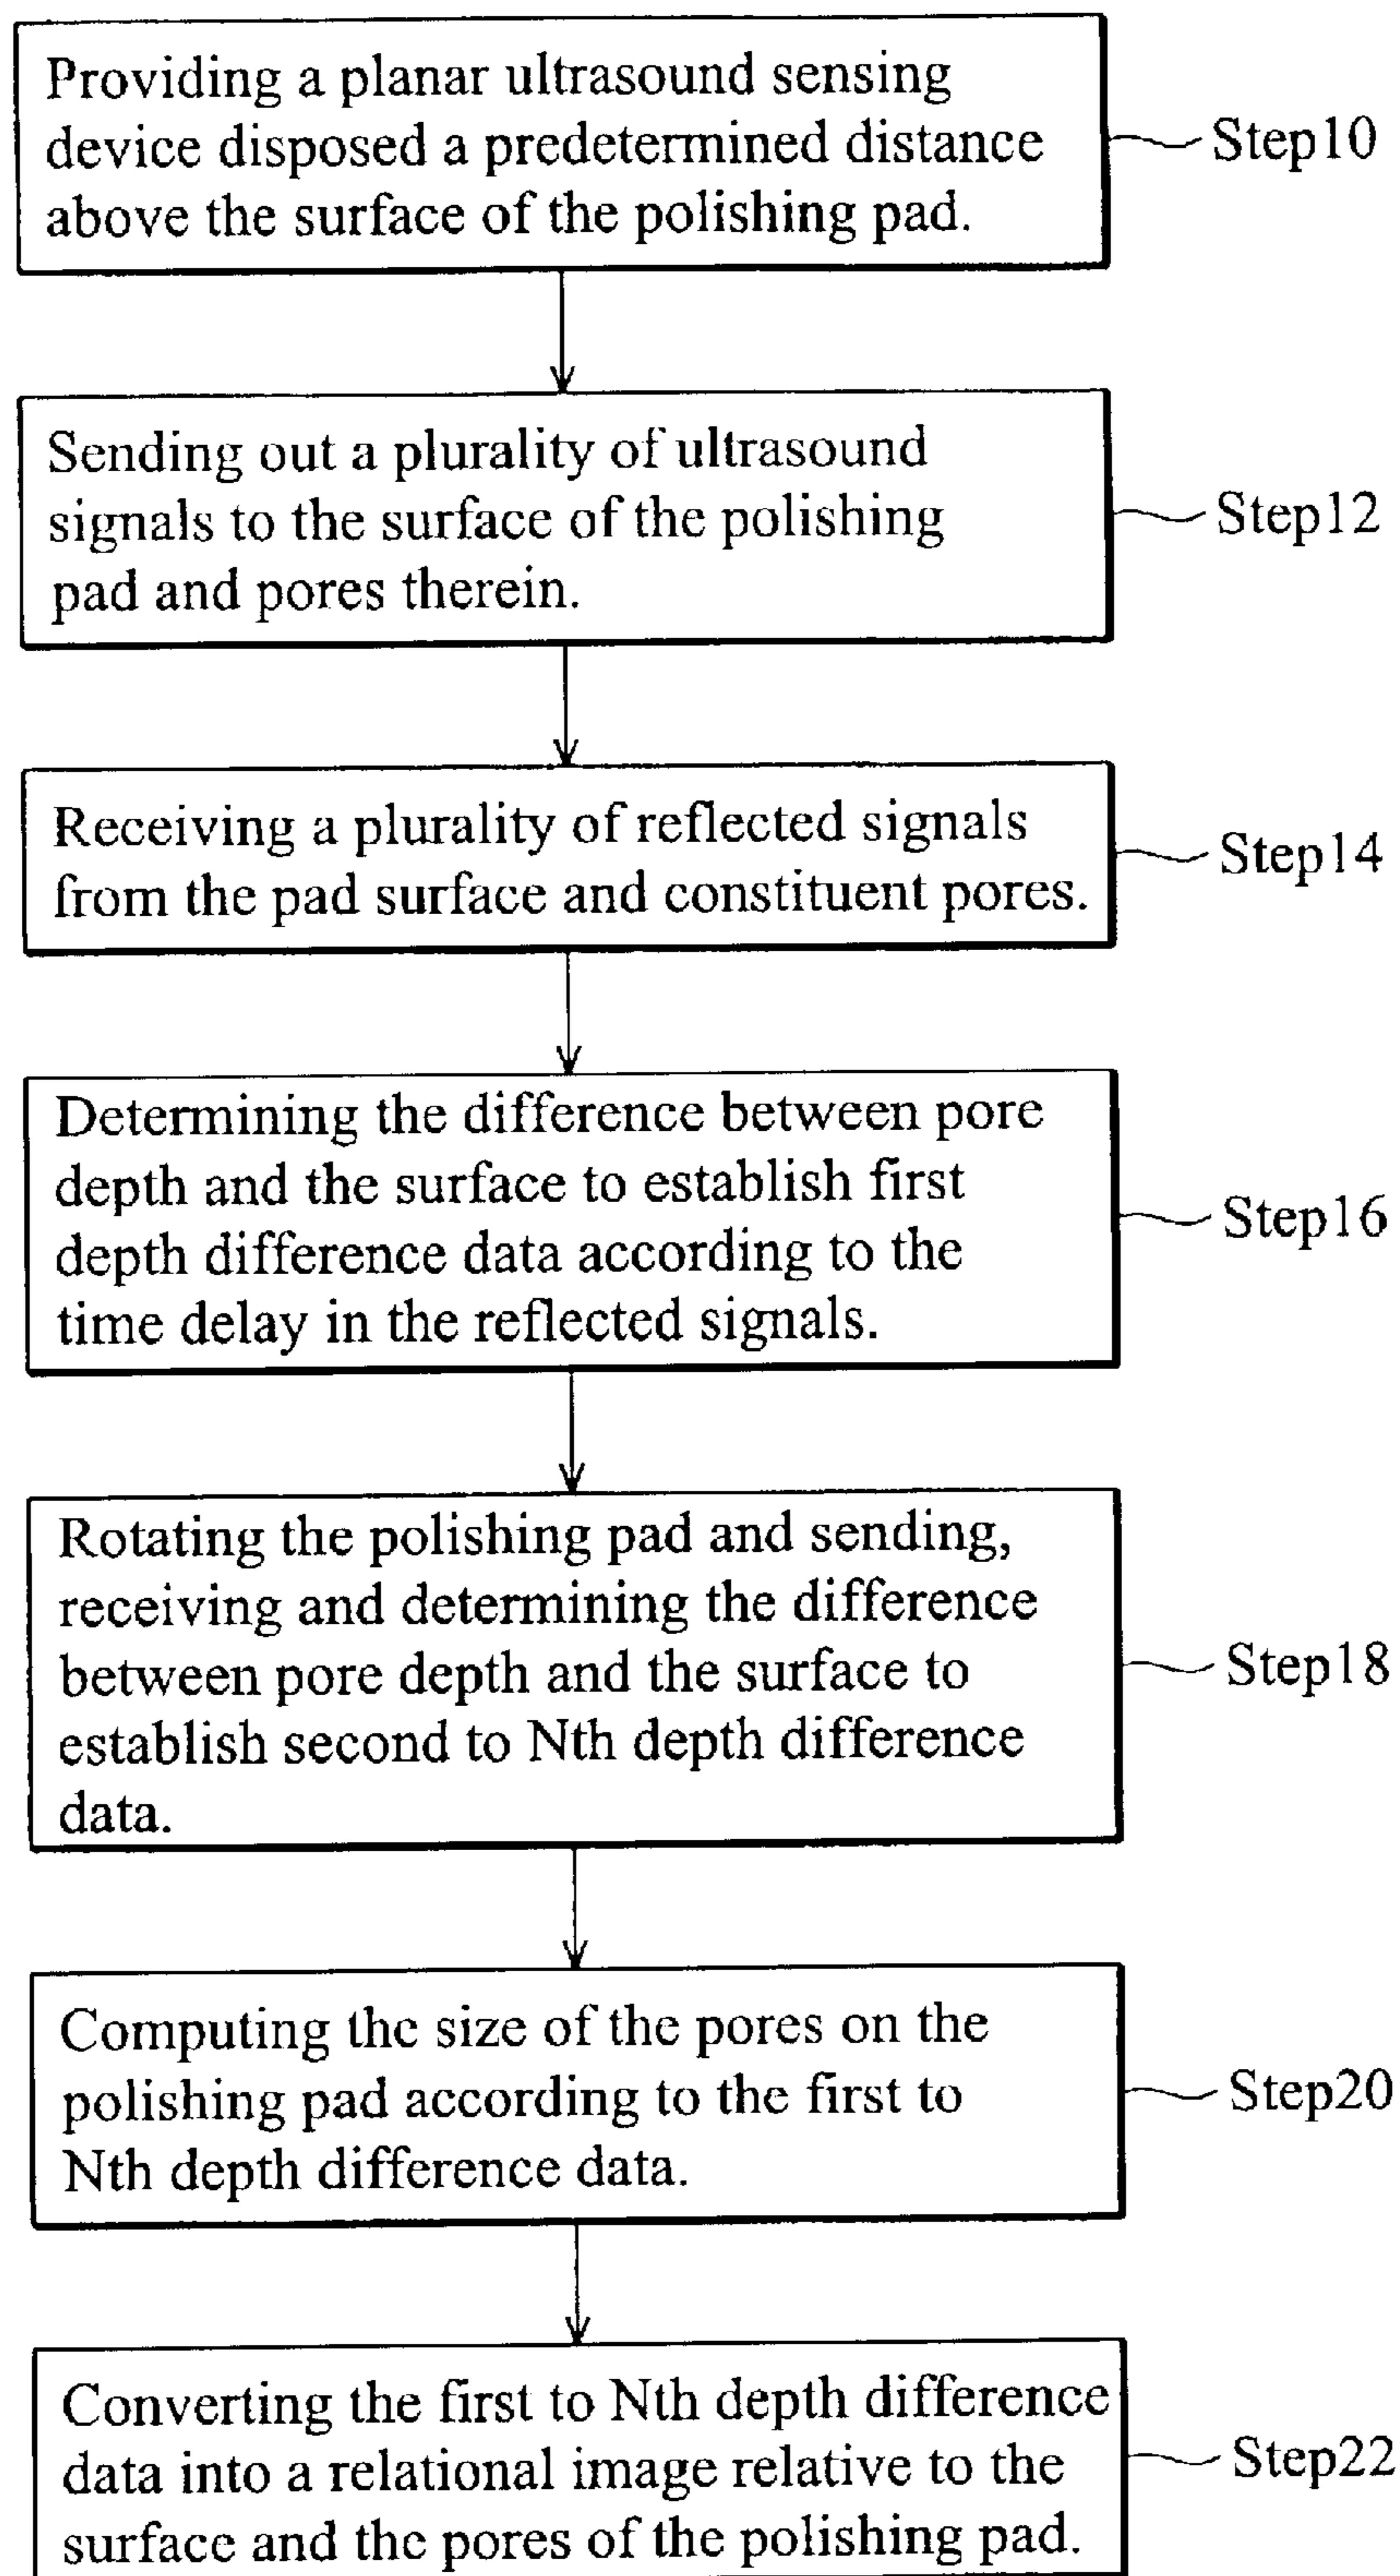 Providing a planar ultrasound sensing
device disposed a predetermined distance
above the surface of the polishing pad.
Step10
Sending out a plurality of ultrasound
signals to the surface of the polishing
pad and pores therein.
Step12
Receiving a plurality of reflected signals
from the pad surface and constituent pores.
Step14
Determining the difference between pore
depth and the surface to establish first
depth difference data according to the
time delay in the reflected signals.
Step16
Rotating the polishing pad and sending,
receiving and determining the difference
between pore depth and the surface to
establish second to Nth depth difference
data.
Step18
Computing the size of the pores on the
polishing pad according to the first to
Nth depth difference data.
Step20
Converting the first to Nth depth difference
data into a relational image relative to the
surface and the pores of the polishing pad.
Step22